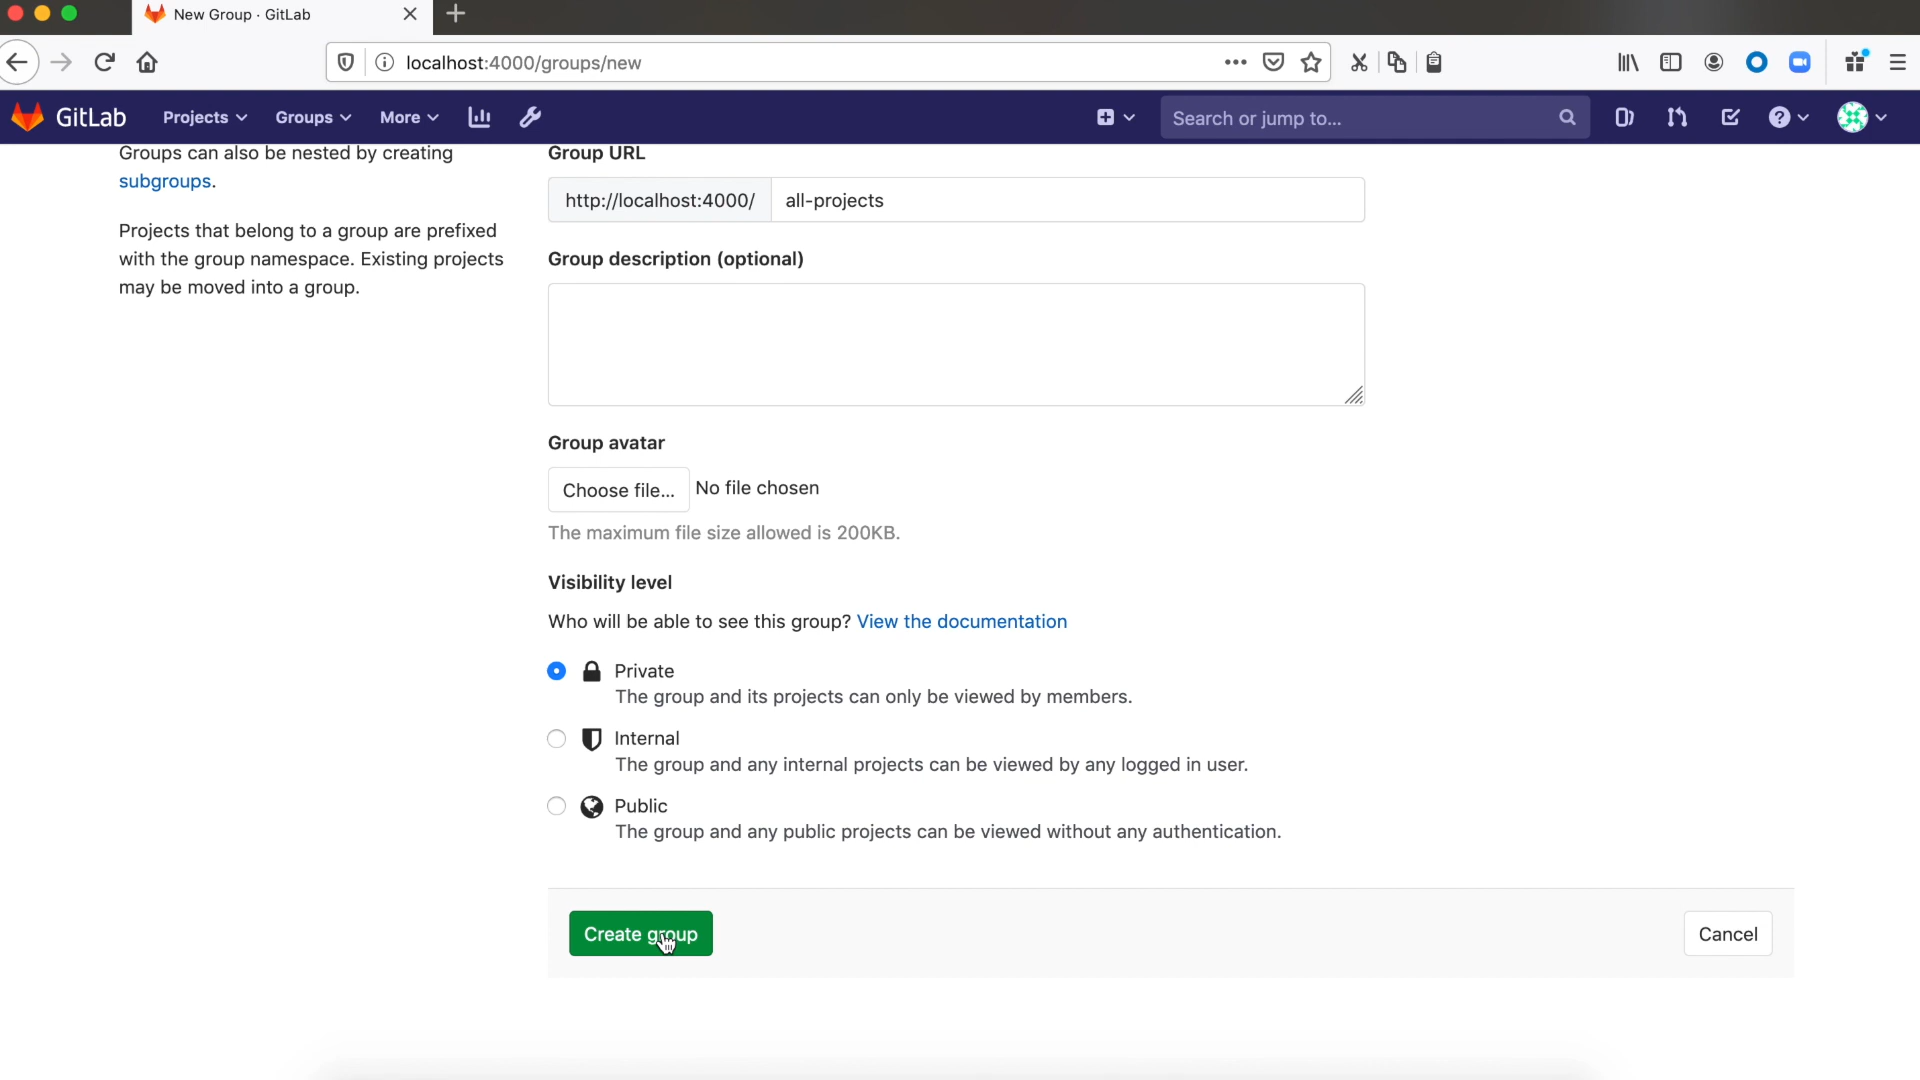 New Group · GitLab
localhost:4000/groups/new
GitLab Projects Groups More Search or jump to...
Groups can also be nested by creating
subgroups.
Projects that belong to a group are prefixed
with the group namespace. Existing projects
may be moved into a group.
Group URL
http://localhost:4000/ all-projects
Group description (optional)
Group avatar
Choose file... No file chosen
The maximum file size allowed is 200KB.
Visibility level
Who will be able to see this group? View the documentation
Private
The group and its projects can only be viewed by members.
Internal
The group and any internal projects can be viewed by any logged in user.
Public
The group and any public projects can be viewed without any authentication.
Create group Cancel